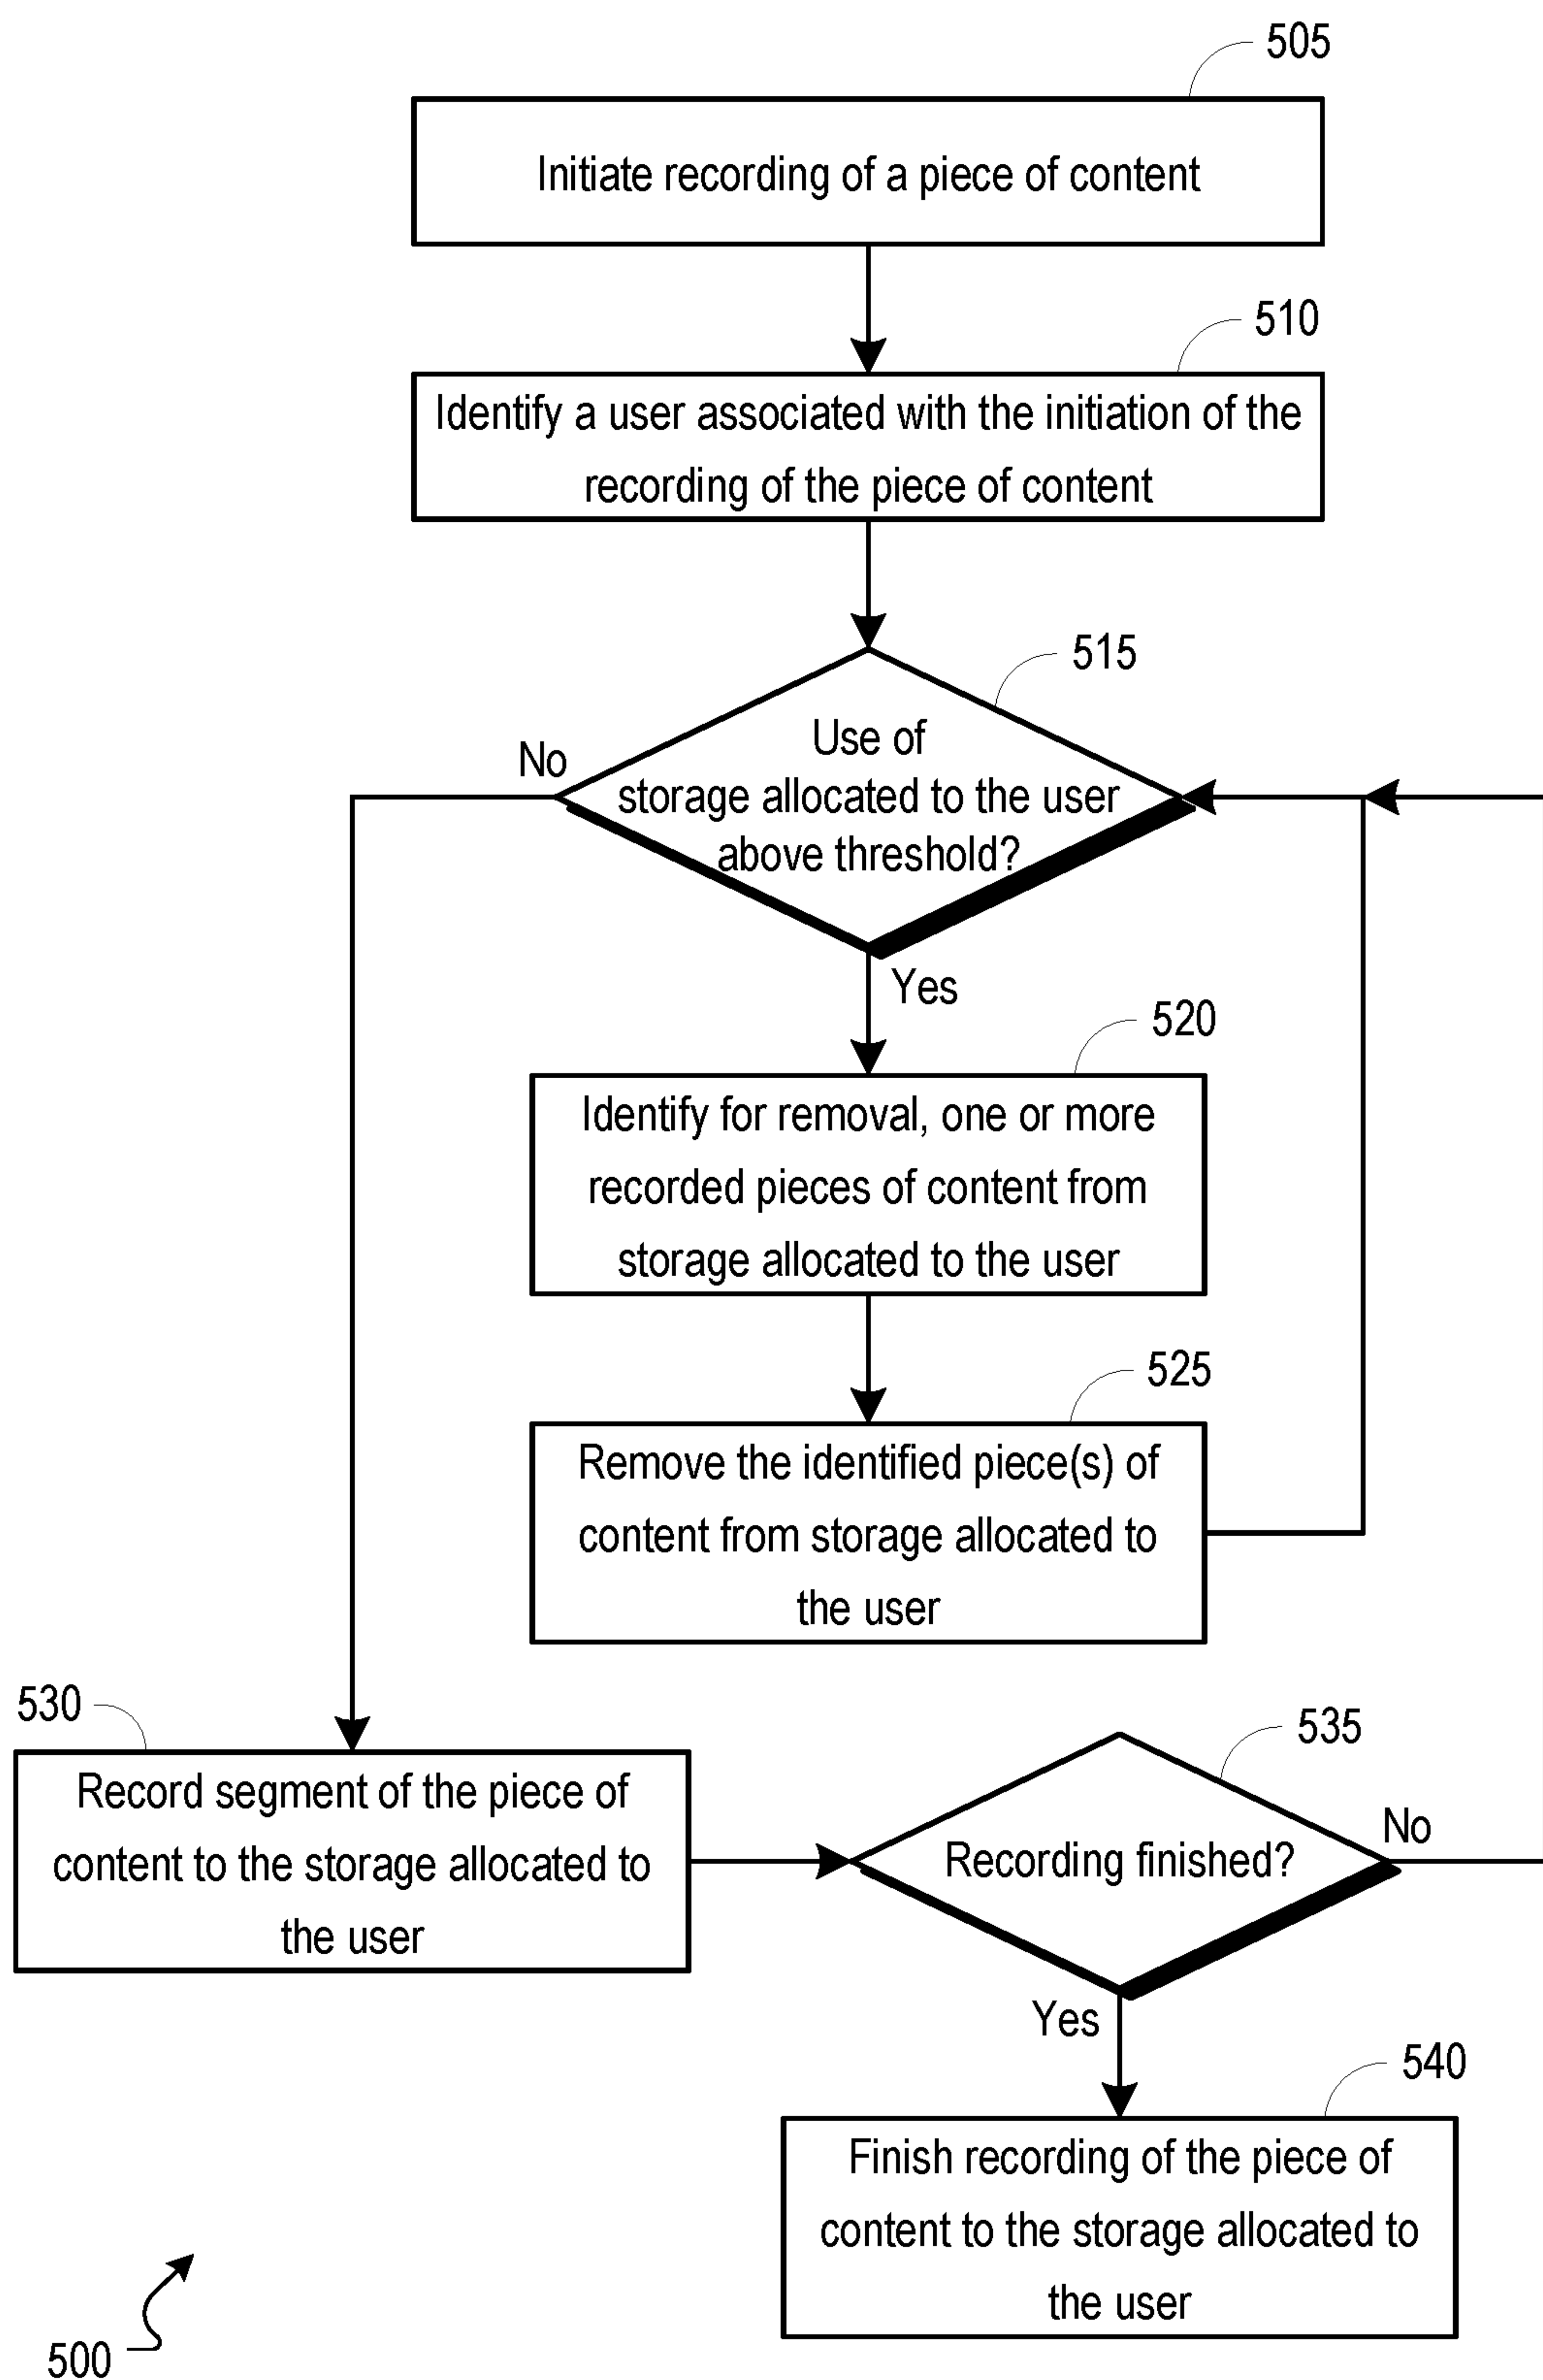 505
Initiate recording of a piece of content
510
Identify a user associated with the initiation of the
recording of the piece of content
515
No
Use of
storage allocated to the user
above threshold?
Yes
520
Identify for removal, one or more
recorded pieces of content from
storage allocated to the user
525
Remove the identified piece(s) of
content from storage allocated to
the user
530
Record segment of the piece of
content to the storage allocated to
the user
535
Recording finished?
No
Yes
540
Finish recording of the piece of
content to the storage allocated to
the user
500